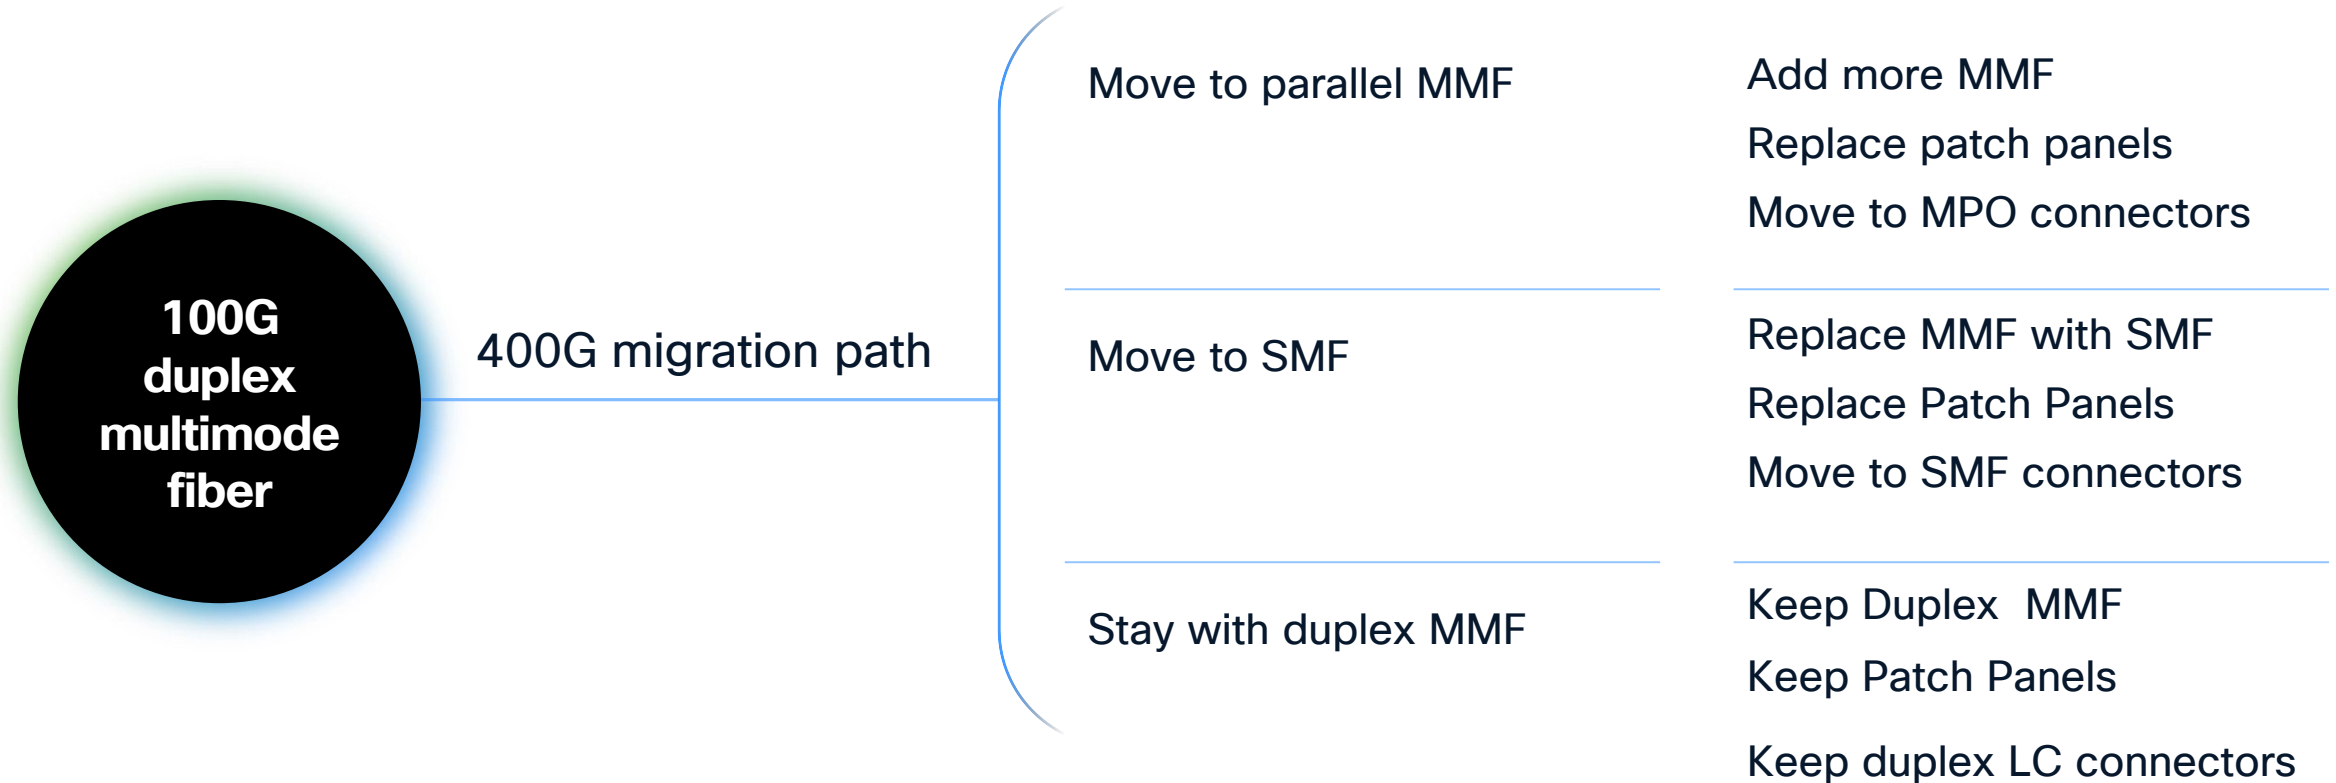 100G
duplex
multimode
fiber
400G migration path
Move to parallel MMF
Add more MMF
Replace patch panels
Move to MPO connectors
Move to SMF
Replace MMF with SMF
Replace Patch Panels
Move to SMF connectors
Stay with duplex MMF
Keep Duplex  MMF
Keep Patch Panels
Keep duplex LC connectors